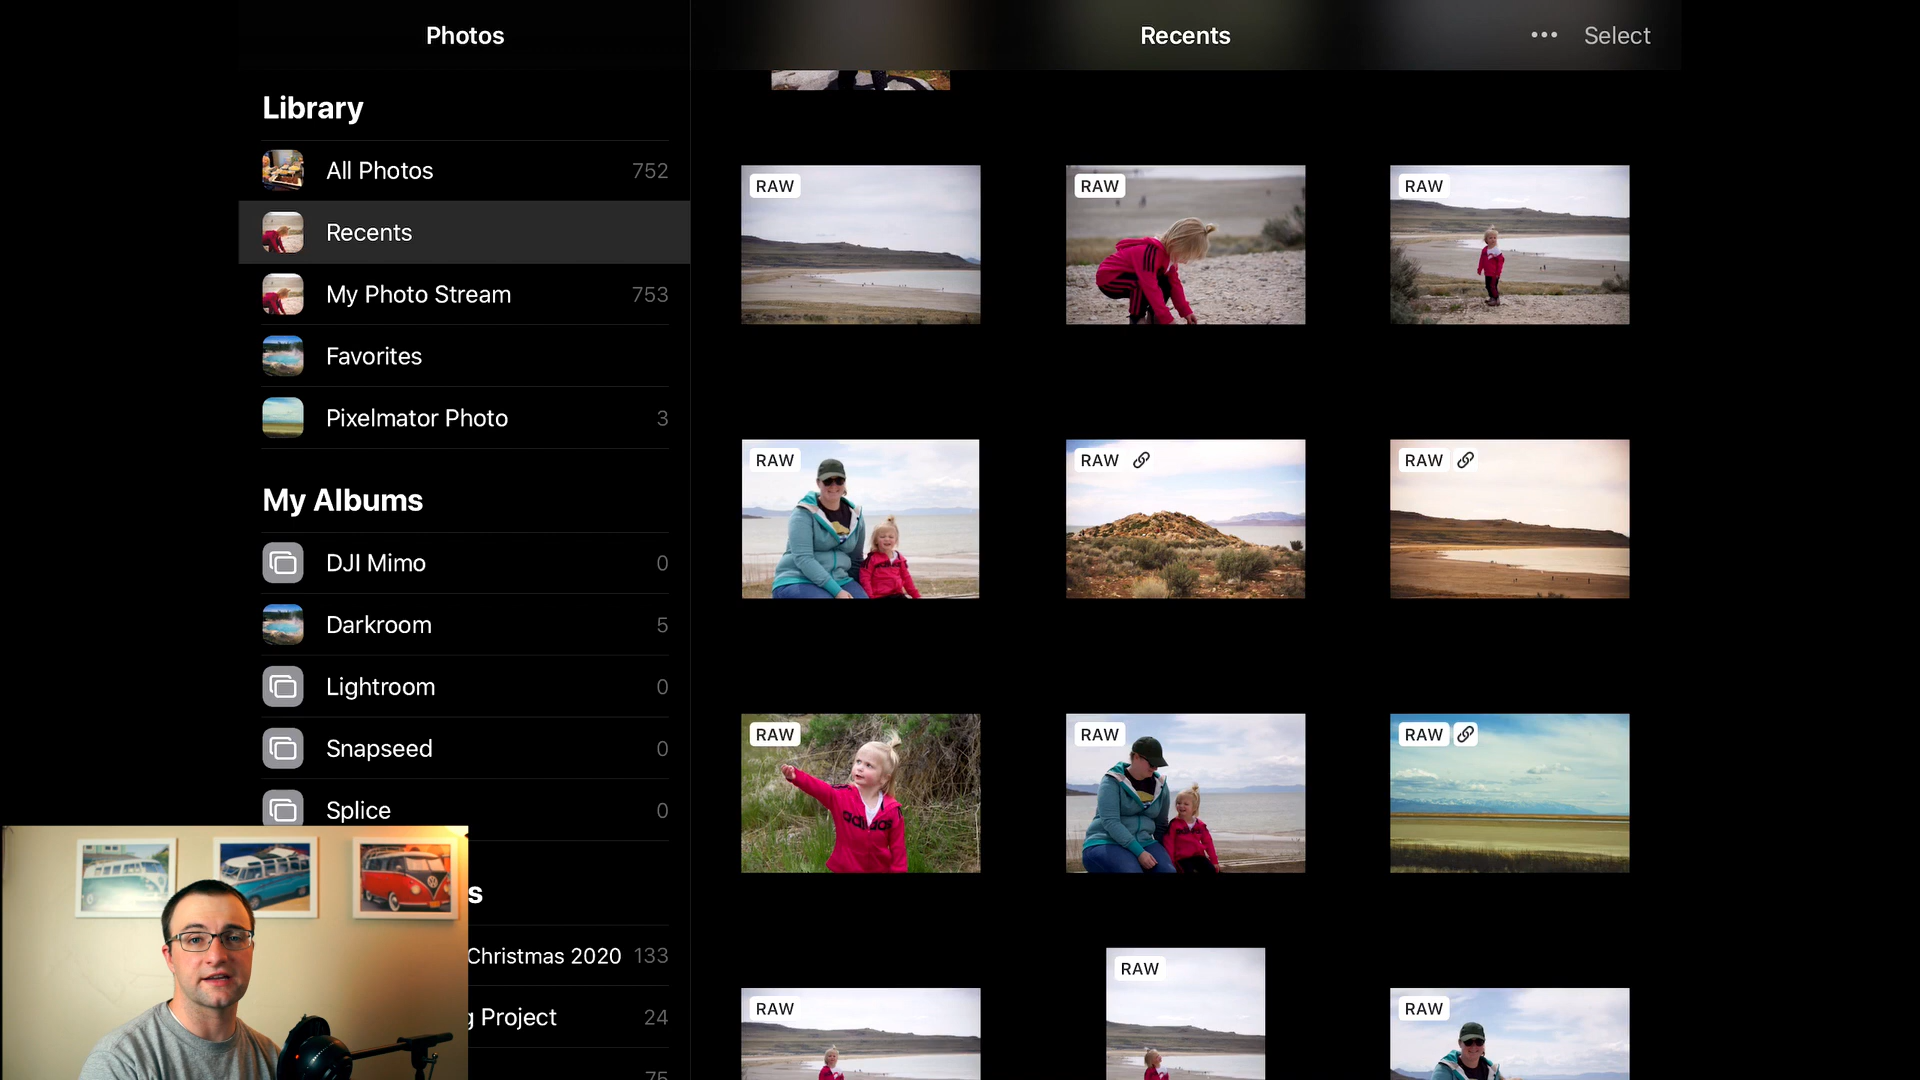 Photos
Recents
Select
Library
All Photos 752
Recents
My Photo Stream 753
Favorites
Pixelmator Photo 3
My Albums
DJI Mimo 0
Darkroom 5
Lightroom 0
Snapseed 0
Splice 0
s
Christmas 2020 133
g Project 24
75
RAW RAW RAW
RAW RAW RAW
RAW RAW RAW
adidas
RAW
RAW RAW